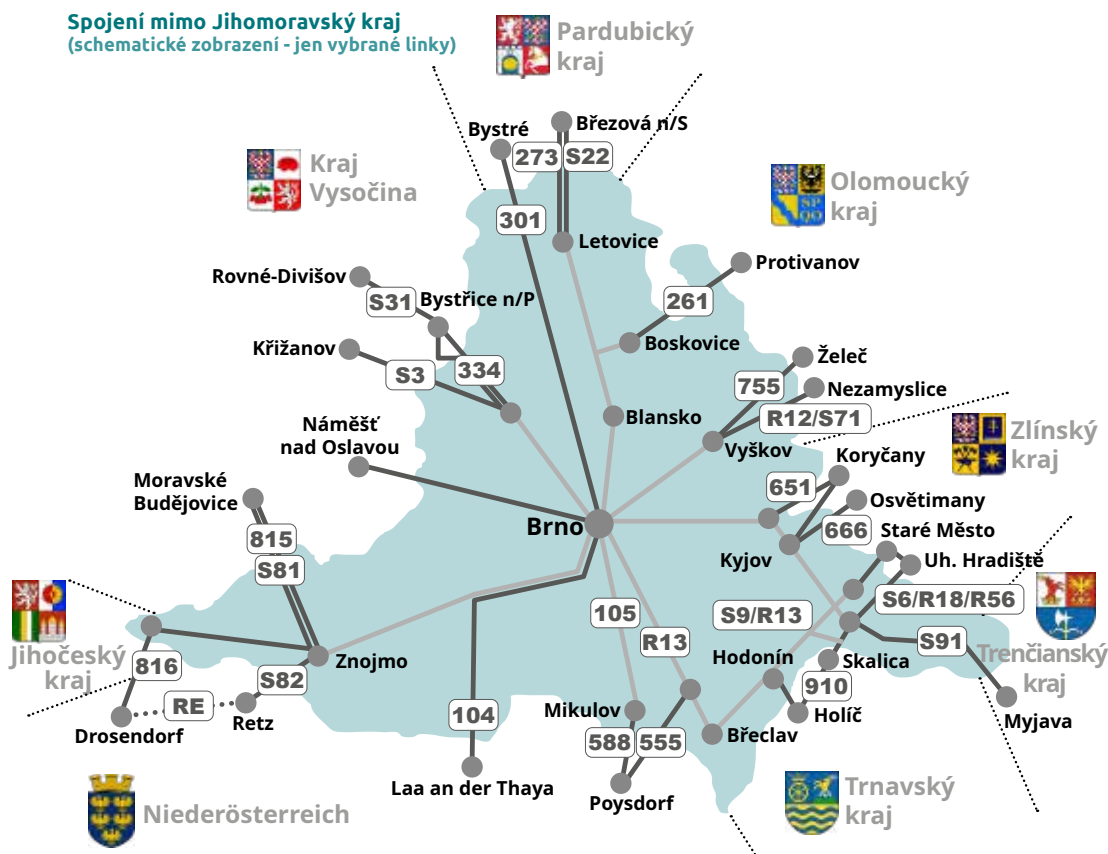 Spojení mimo Jihomoravský kraj
(schematické zobrazení - jen vybrané linky)
Pardubický
kraj
Kraj
Vysočina
Olomoucký
kraj
Bystré
Březová n/S
273
S22
301
Letovice
Protivanov
261
Rovné-Divišov
S31
Bystřice n/P
Boskovice
Křižanov
S3
334
Želeč
755
Nezamyslice
R12/S71
Blansko
Vyškov
Zlínský
kraj
Náměšť
nad Oslavou
Koryčany
651
Osvětimany
666
Moravské
Budějovice
Brno
Kyjov
Staré Město
Uh. Hradiště
815
S81
S6/R18/R56
105
S9/R13
R13
S91
Jihočeský
kraj
816
Znojmo
S82
Hodonín
Skalica
Trenčianský
kraj
910
RE
Retz
Drosendorf
104
Mikulov
Holíč
Myjava
588
555
Břeclav
Laa an der Thaya
Poysdorf
Niederösterreich
Trnavský
kraj